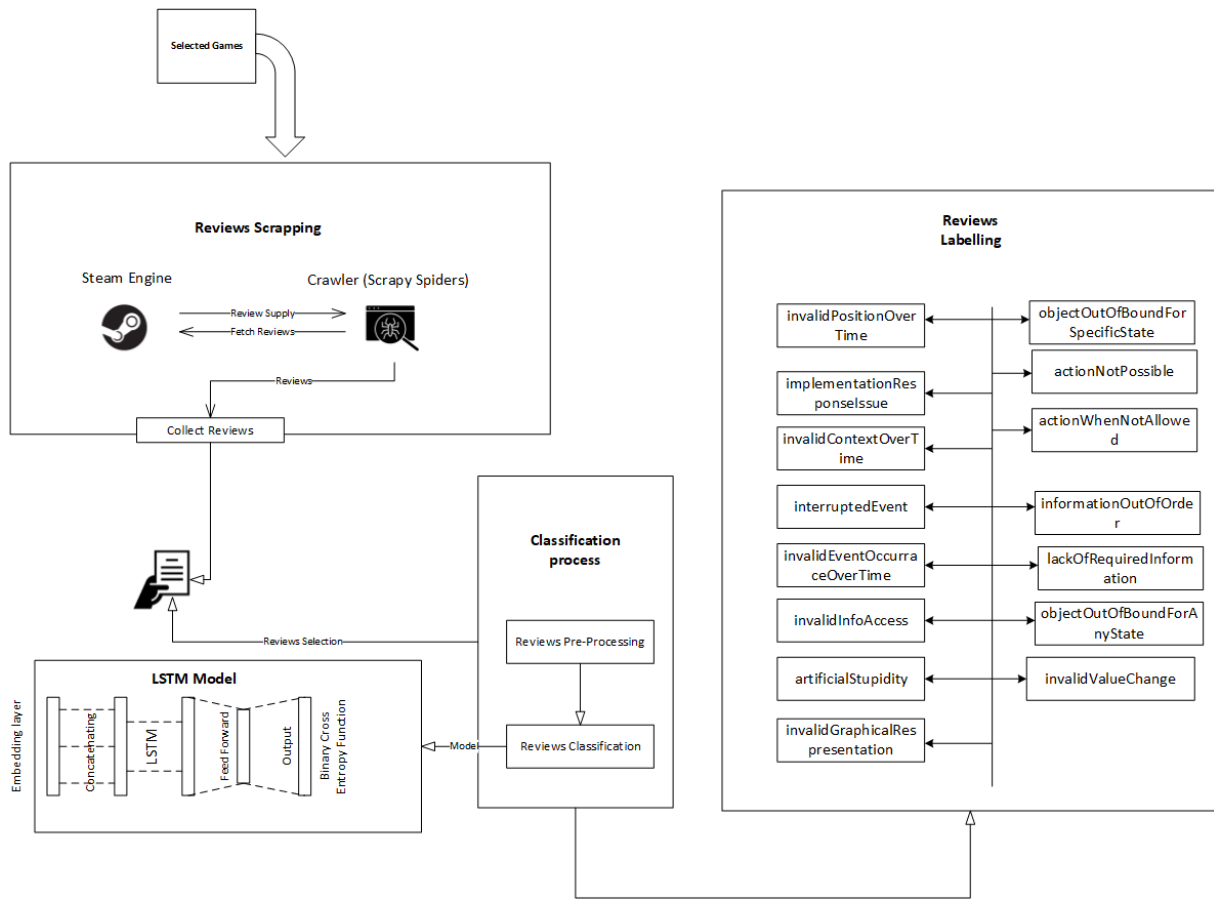 Selected Games
Reviews Scrapping
Steam Engine
Crawler (Scrapy Spiders)
Review Supply
Fetch Reviews
Reviews
Collect Reviews
Reviews Selection
Classification
process
Reviews Pre-Processing
Reviews Classification
Model
LSTM Model
Embedding layer
Concatenating
LSTM
Feed Forward
Output
Binary Cross
Entropy Function
Reviews
Labelling
invalidPositionOver
Time
objectOutOfBoundFor
SpecificState
implementationRes
ponseIssue
actionNotPossible
invalidContextOverT
ime
actionWhenNotAllowe
d
interruptedEvent
informationOutOfOrde
r
invalidEventOccurra
ceOverTime
lackOfRequiredInform
ation
invalidInfoAccess
objectOutOfBoundForA
nyState
artificialStupidity
invalidValueChange
invalidGraphicalRes
presentation